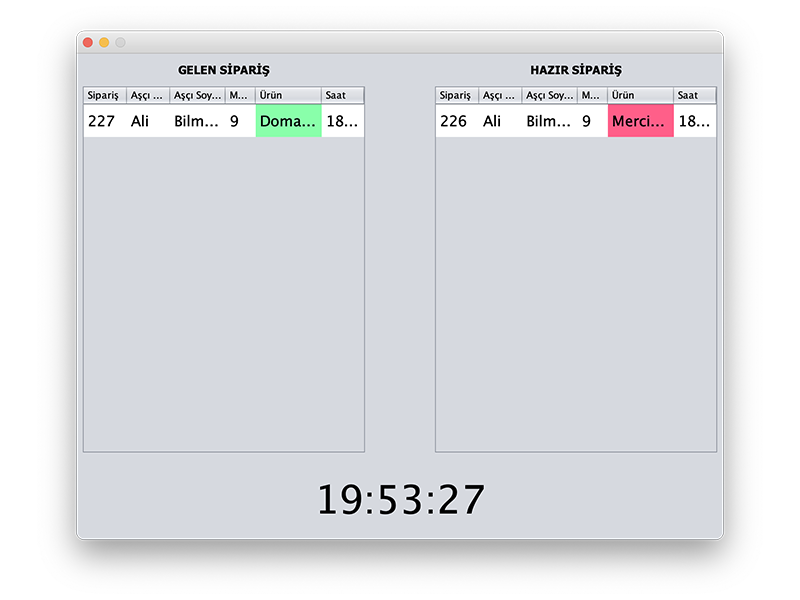 GELEN SİPARİŞ
Sipariş Aşçı ... Aşçı Soy... M... Ürün Saat
227 Ali Bilm... 9 Doma... 18...
HAZIR SİPARİŞ
Sipariş Aşçı ... Aşçı Soy... M... Ürün Saat
226 Ali Bilm... 9 Merci... 18...
19:53:27